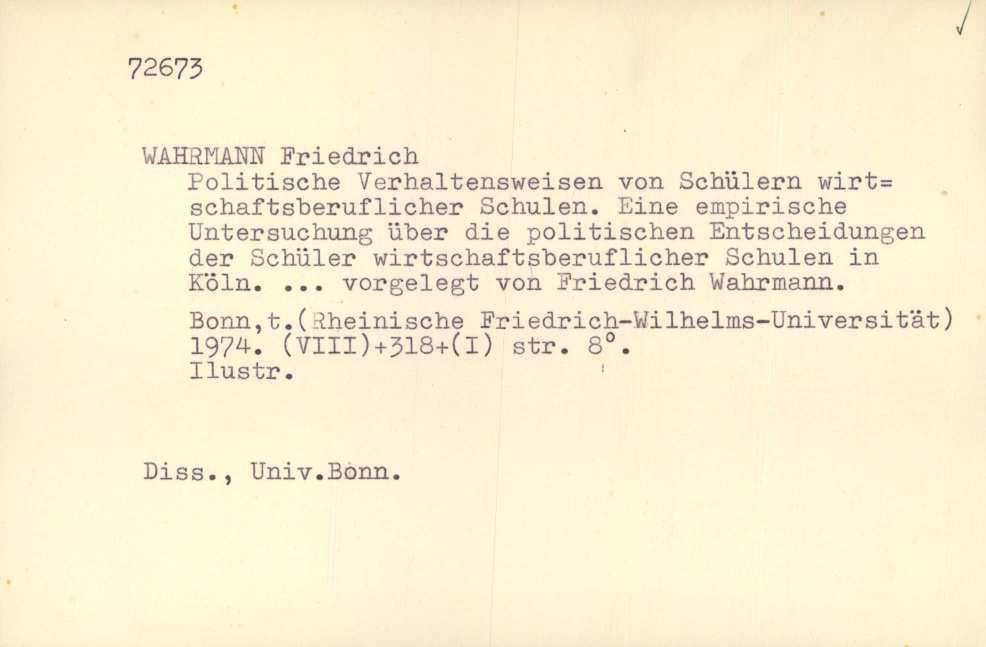 72673
WAHRMANN Friedrich
Politische Verhaltensweisen von Schülern wirt=
schaftsberuflicher Schulen. Eine empirische
Untersuchung über die politischen Entscheidungen
der Schüler wirtschaftsberuflicher Schulen in
Köln. ... vorgelegt von Friedrich Wahrmann.
Bonn,t.(Rheinische Friedrich-Wilhelms-Universität)
1974. (VIII)+318+(I) str. 8°.
Ilustr.
Diss., Univ.Bonn.